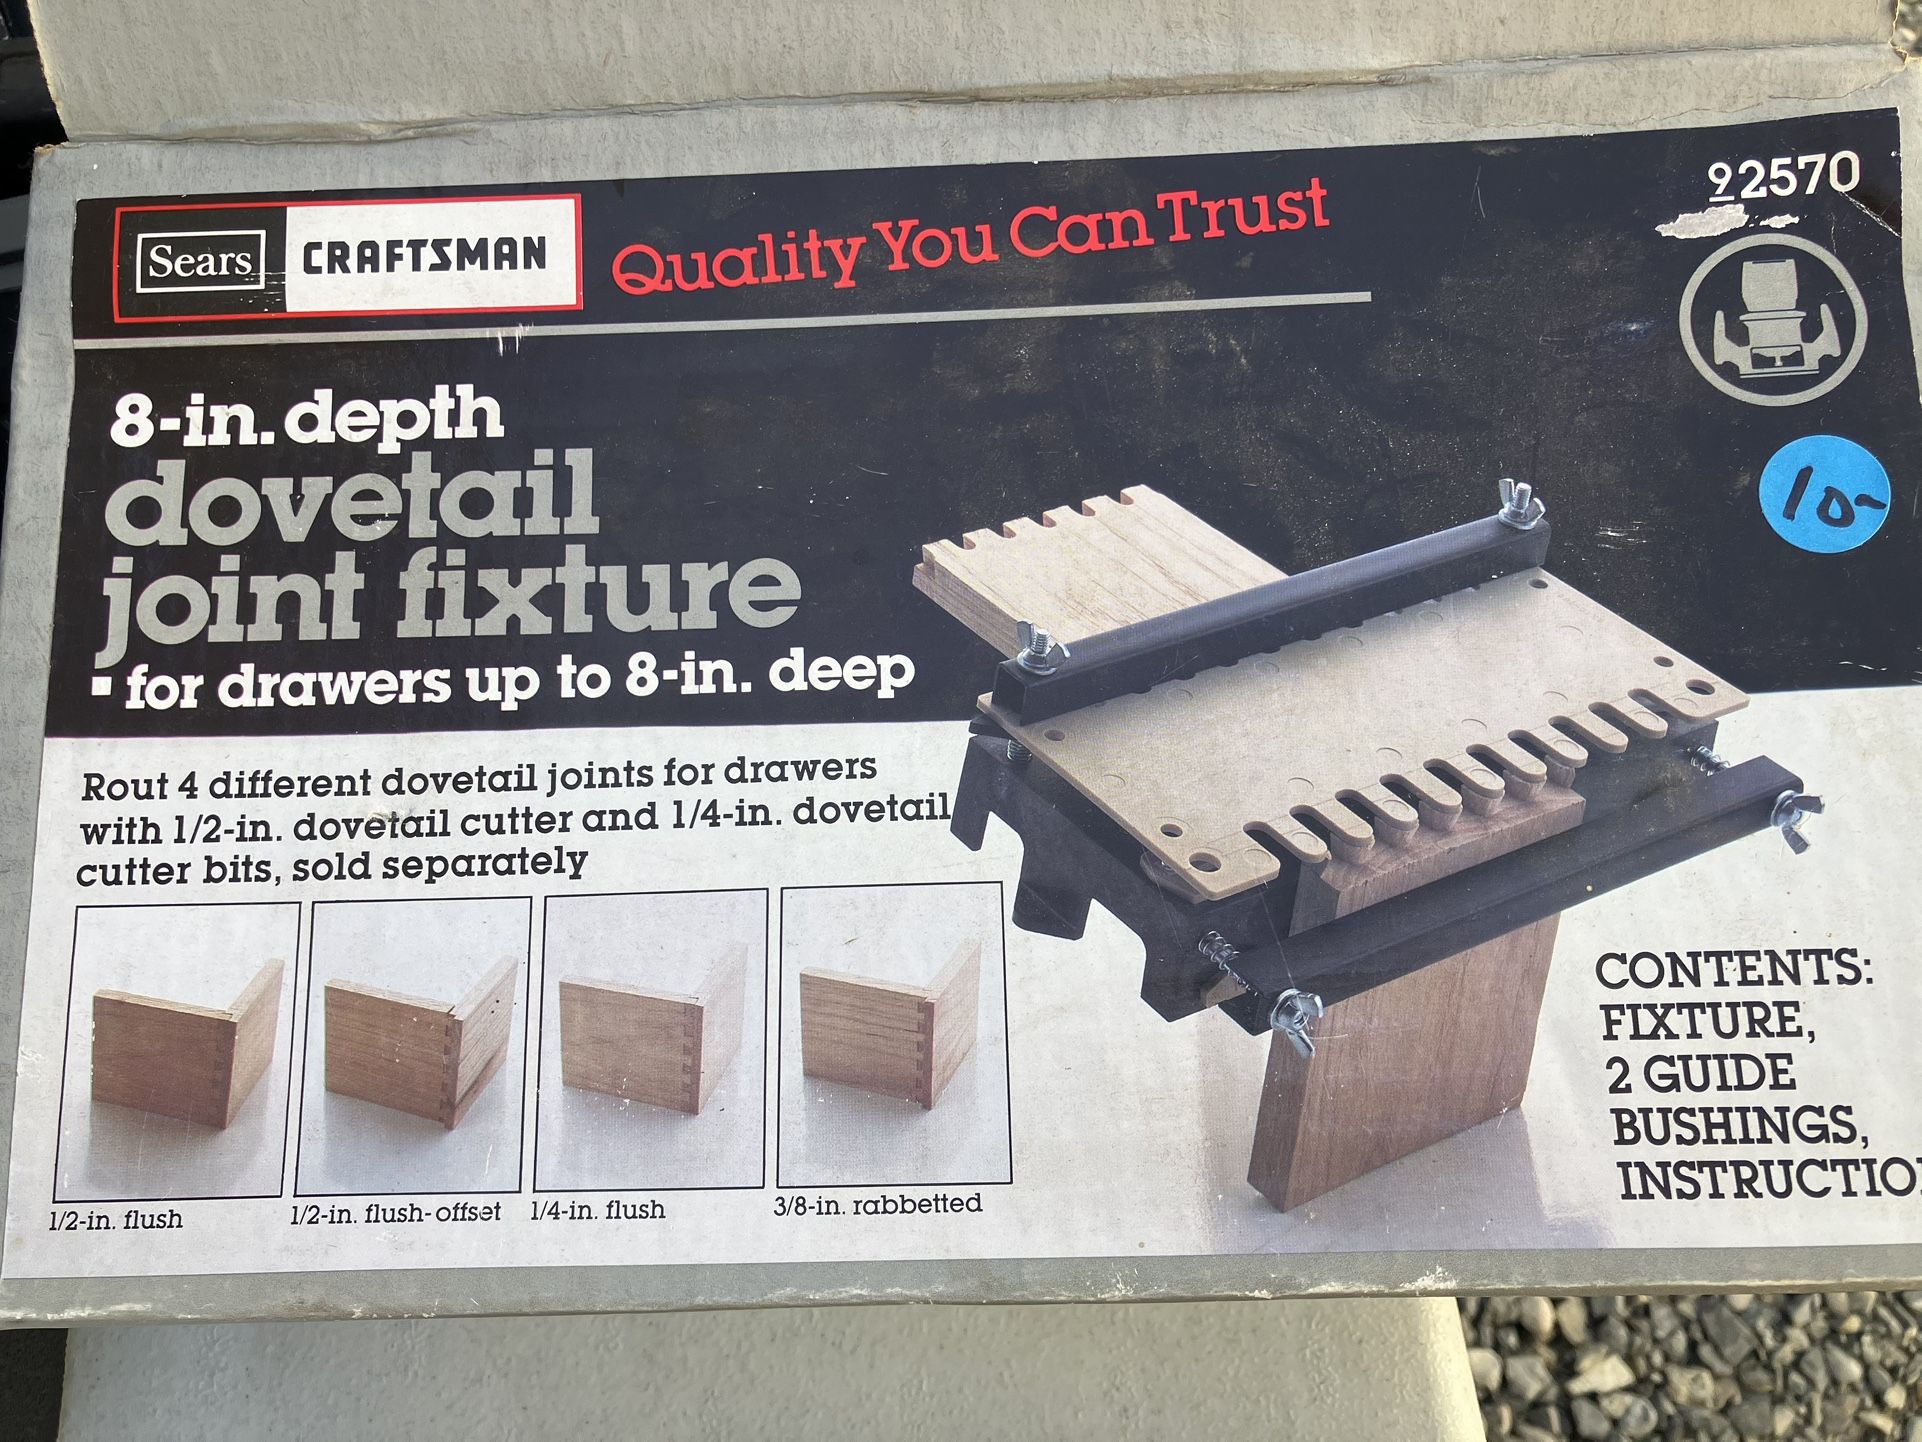 Sears CRAFTSMAN Quality You Can Trust
92570
8-in. depth
dovetail
joint fixture
▪ for drawers up to 8-in. deep
10-
Rout 4 different dovetail joints for drawers
with 1/2-in. dovetail cutter and 1/4-in. dovetail
cutter bits, sold separately
1/2-in. flush
1/2-in. flush-offset
1/4-in. flush
3/8-in. rabbetted
CONTENTS:
FIXTURE,
2 GUIDE
BUSHINGS,
INSTRUCTIO